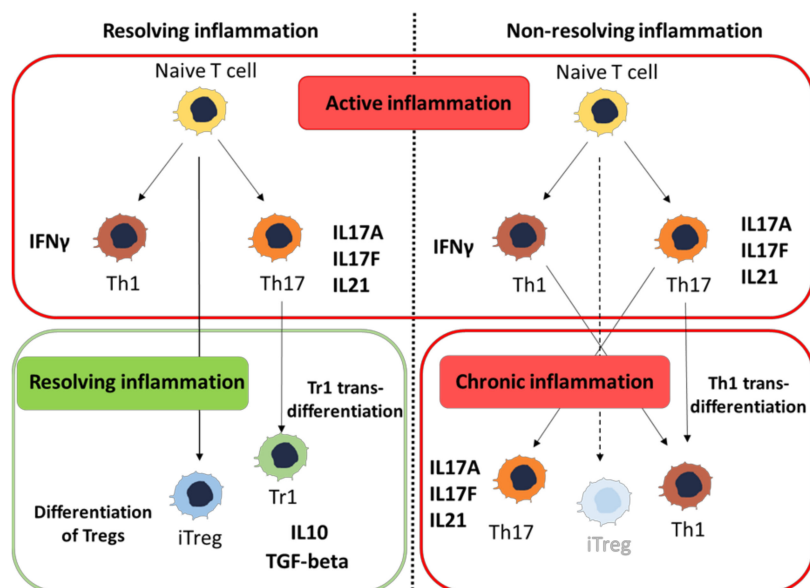 Resolving inflammation
Non-resolving inflammation
Naive T cell
Naive T cell
Active inflammation
IFNγ
Th1
Th17
IL17A
IL17F
IL21
IFNγ
Th1
Th17
IL17A
IL17F
IL21
Resolving inflammation
Tr1 trans-
differentiation
Differentiation
of Tregs
iTreg
Tr1
IL10
TGF-beta
Chronic inflammation
Th1 trans-
differentiation
IL17A
IL17F
IL21
Th17
iTreg
Th1